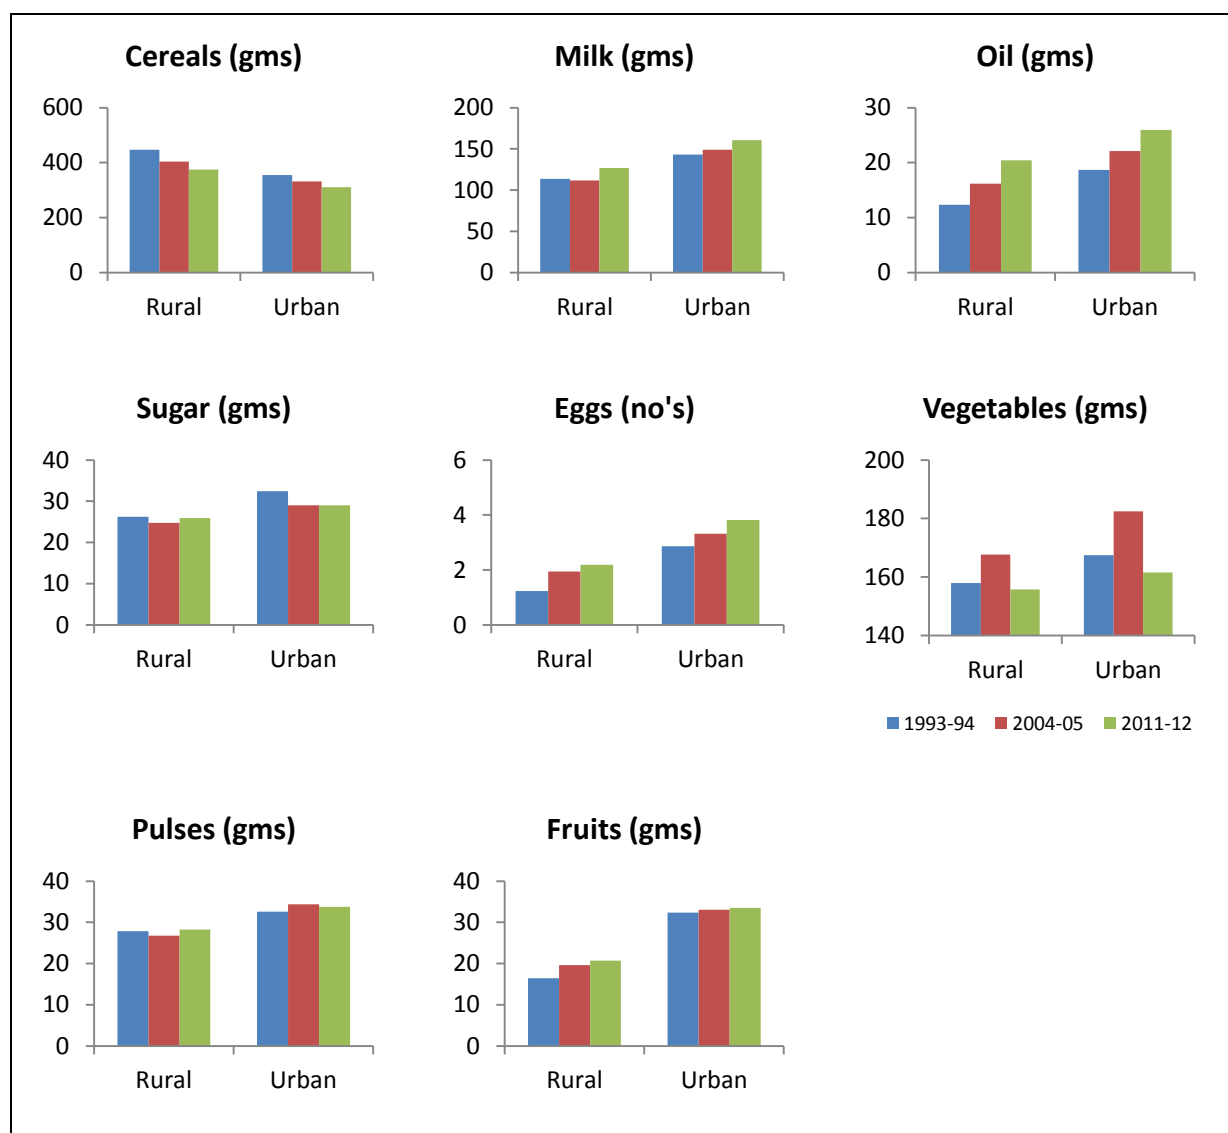 Cereals (gms)
600
400
200
0
Rural Urban
Milk (gms)
200
150
100
50
0
Rural Urban
Oil (gms)
30
20
10
0
Rural Urban
Sugar (gms)
40
30
20
10
0
Rural Urban
Eggs (no's)
6
4
2
0
Rural Urban
Vegetables (gms)
200
180
160
140
Rural Urban
1993-94 2004-05 2011-12
Pulses (gms)
40
30
20
10
0
Rural Urban
Fruits (gms)
40
30
20
10
0
Rural Urban